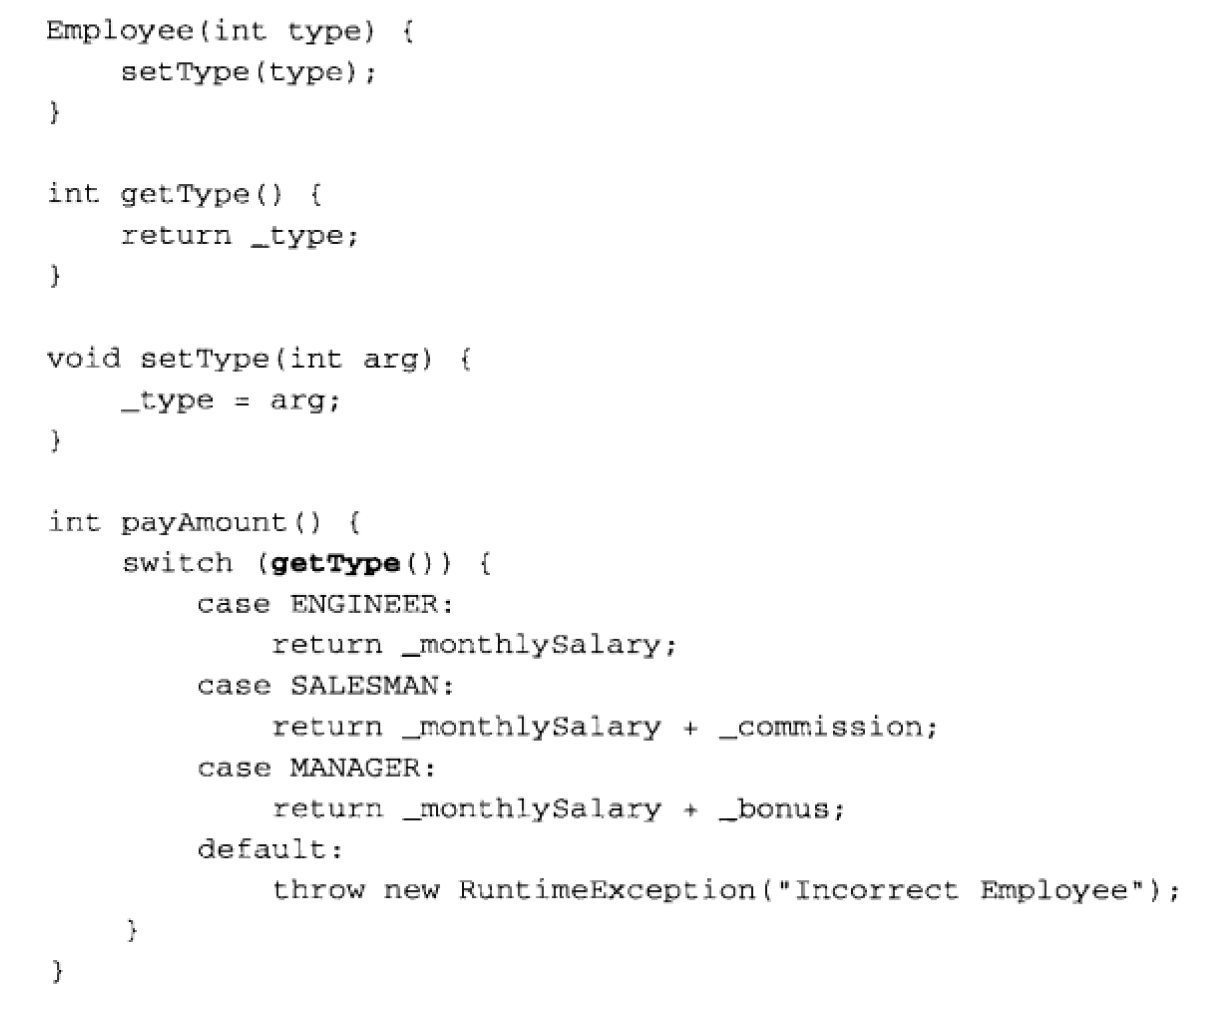 Employee(int type) {
     setType(type);
}

int getType() {
     return _type;
}

void setType(int arg) {
     _type = arg;
}

int payAmount() {
     switch (getType()) {
          case ENGINEER:
               return _monthlySalary;
          case SALESMAN:
               return _monthlySalary + _commission;
          case MANAGER:
               return _monthlySalary + _bonus;
          default:
               throw new RuntimeException("Incorrect Employee");
     }
}